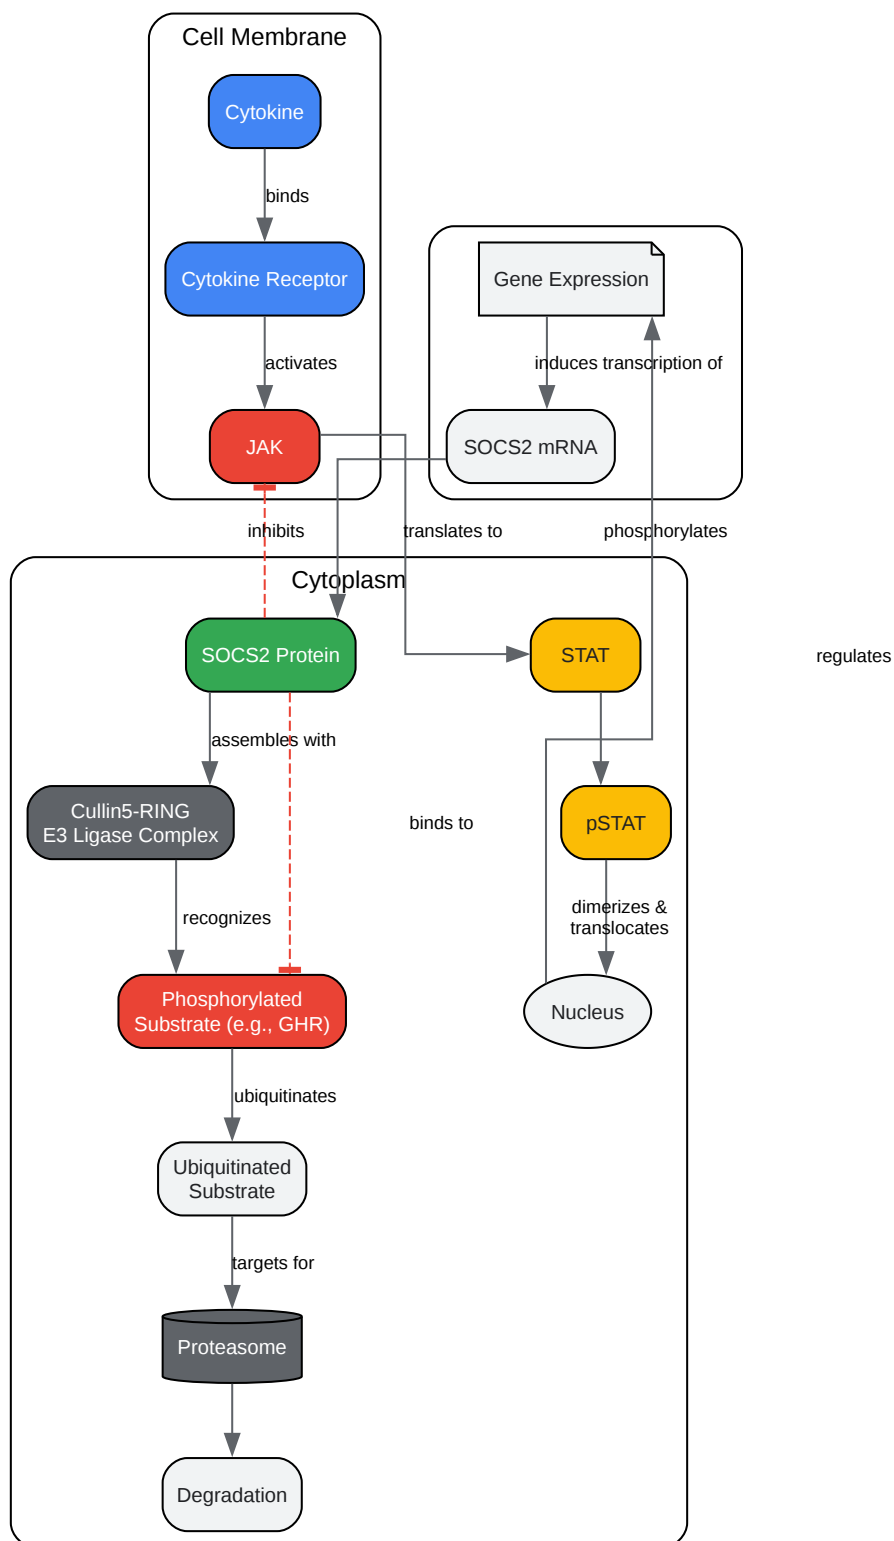 Cell Membrane
Cytokine
binds
Cytokine Receptor
Gene Expression
activates
induces transcription of
JAK
SOCS2 mRNA
inhibits
translates to
phosphorylates
Cytoplasm
SOCS2 Protein
STAT
regulates
assembles with
Cullin5-RING
E3 Ligase Complex
binds to
pSTAT
recognizes
dimerizes &
translocates
Phosphorylated
Substrate (e.g., GHR)
Nucleus
ubiquitinates
Ubiquitinated
Substrate
targets for
Proteasome
Degradation